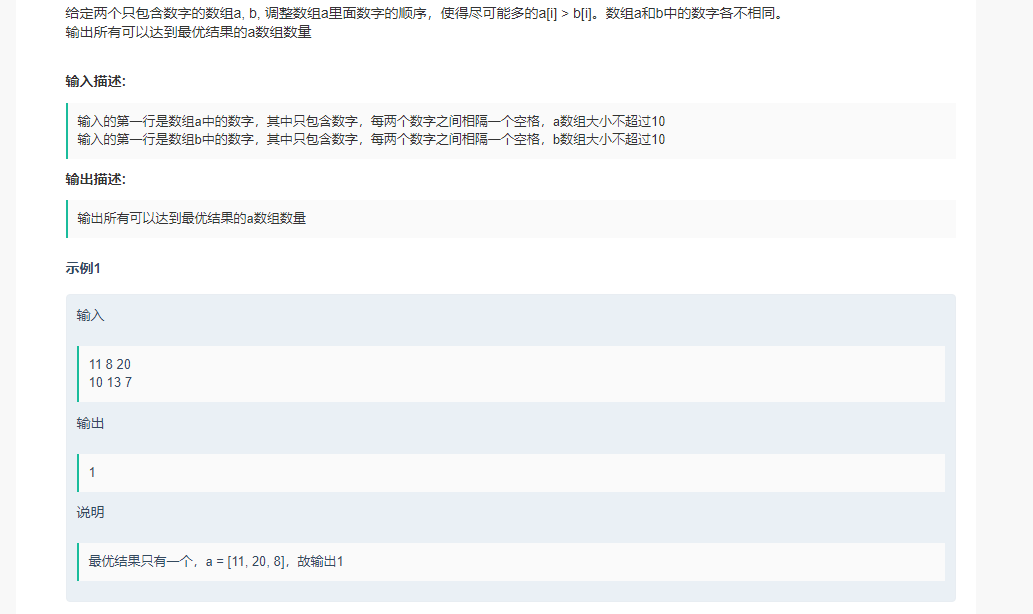 给定两个只包含数字的数组a, b, 调整数组a里面数字的顺序，使得尽可能多的a[i] > b[i]。数组a和b中的数字各不相同。
输出所有可以达到最优结果的a数组数量
输入描述:
输入的第一行是数组a中的数字，其中只包含数字，每两个数字之间相隔一个空格，a数组大小不超过10
输入的第一行是数组b中的数字，其中只包含数字，每两个数字之间相隔一个空格，b数组大小不超过10
输出描述:
输出所有可以达到最优结果的a数组数量
示例1
输入
11 8 20
10 13 7
输出
1
说明
最优结果只有一个，a = [11, 20, 8]，故输出1